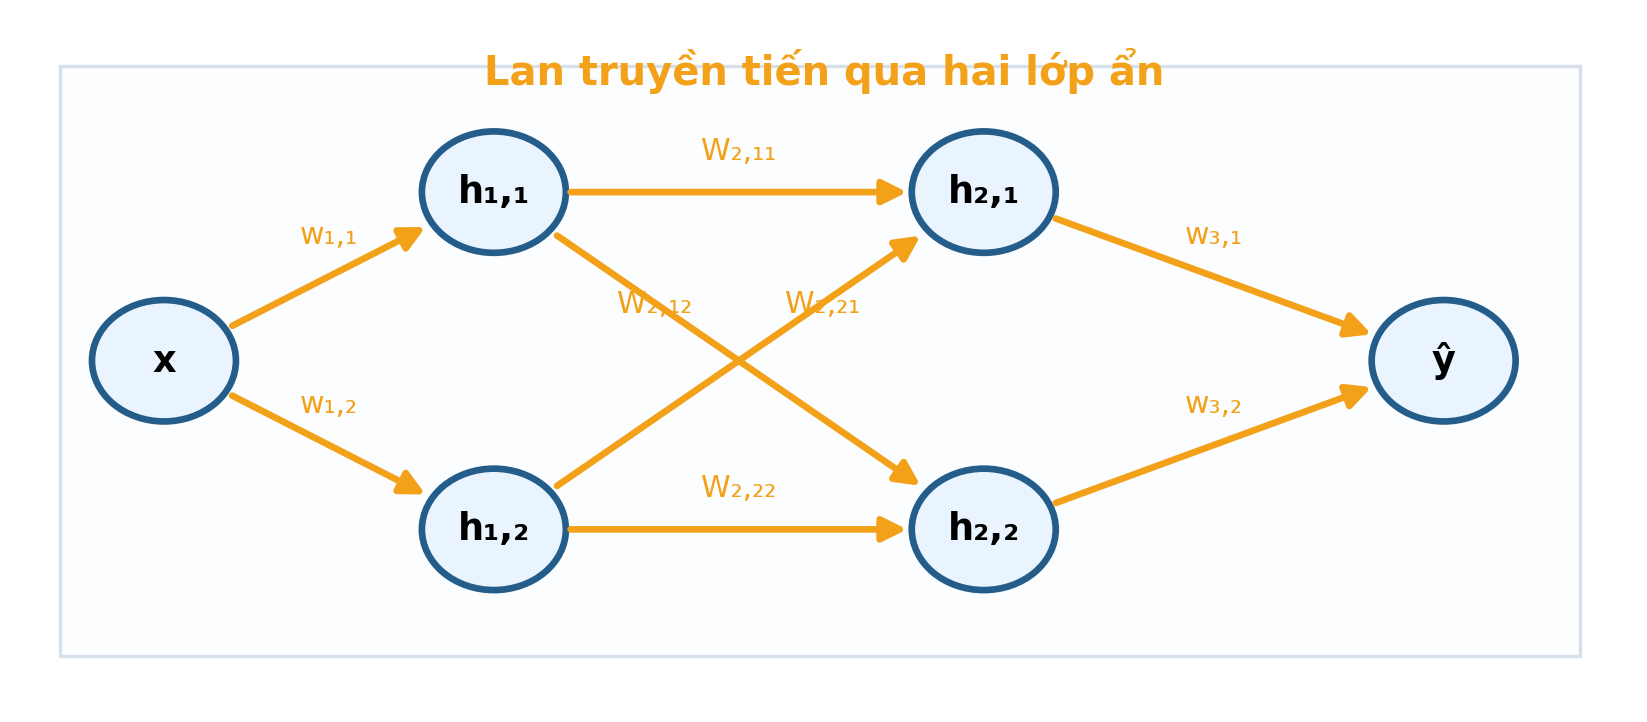 Lan truyền tiến qua hai lớp ẩn
W₂,₁₁
h₁,₁
h₂,₁
w₁,₁
w₃,₁
W₂,₁₂
W₂,₂₁
x
ŷ
w₁,₂
w₃,₂
W₂,₂₂
h₁,₂
h₂,₂